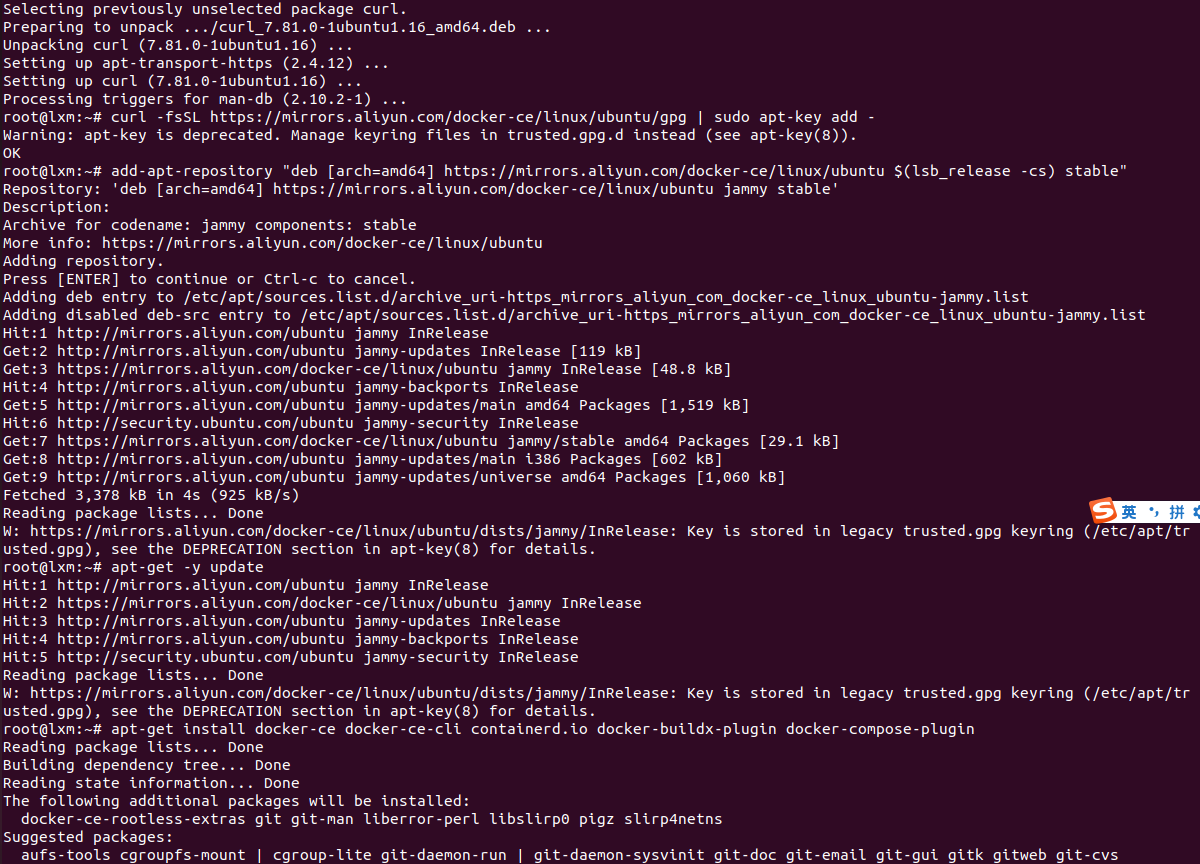 Selecting previously unselected package curl.
Preparing to unpack .../curl_7.81.0-1ubuntu1.16_amd64.deb ...
Unpacking curl (7.81.0-1ubuntu1.16) ...
Setting up apt-transport-https (2.4.12) ...
Setting up curl (7.81.0-1ubuntu1.16) ...
Processing triggers for man-db (2.10.2-1) ...
root@lxm:~# curl -fsSL https://mirrors.aliyun.com/docker-ce/linux/ubuntu/gpg | sudo apt-key add -
Warning: apt-key is deprecated. Manage keyring files in trusted.gpg.d instead (see apt-key(8)).
OK
root@lxm:~# add-apt-repository "deb [arch=amd64] https://mirrors.aliyun.com/docker-ce/linux/ubuntu $(lsb_release -cs) stable"
Repository: 'deb [arch=amd64] https://mirrors.aliyun.com/docker-ce/linux/ubuntu jammy stable'
Description:
Archive for codename: jammy components: stable
More info: https://mirrors.aliyun.com/docker-ce/linux/ubuntu
Adding repository.
Press [ENTER] to continue or Ctrl-c to cancel.
Adding deb entry to /etc/apt/sources.list.d/archive_uri-https_mirrors_aliyun_com_docker-ce_linux_ubuntu-jammy.list
Adding disabled deb-src entry to /etc/apt/sources.list.d/archive_uri-https_mirrors_aliyun_com_docker-ce_linux_ubuntu-jammy.list
Hit:1 http://mirrors.aliyun.com/ubuntu jammy InRelease
Get:2 http://mirrors.aliyun.com/ubuntu jammy-updates InRelease [119 kB]
Get:3 https://mirrors.aliyun.com/docker-ce/linux/ubuntu jammy InRelease [48.8 kB]
Hit:4 http://mirrors.aliyun.com/ubuntu jammy-backports InRelease
Get:5 http://mirrors.aliyun.com/ubuntu jammy-updates/main amd64 Packages [1,519 kB]
Hit:6 http://security.ubuntu.com/ubuntu jammy-security InRelease
Get:7 https://mirrors.aliyun.com/docker-ce/linux/ubuntu jammy/stable amd64 Packages [29.1 kB]
Get:8 http://mirrors.aliyun.com/ubuntu jammy-updates/main i386 Packages [602 kB]
Get:9 http://mirrors.aliyun.com/ubuntu jammy-updates/universe amd64 Packages [1,060 kB]
Fetched 3,378 kB in 4s (925 kB/s)
Reading package lists... Done
S 英 拼
W: https://mirrors.aliyun.com/docker-ce/linux/ubuntu/dists/jammy/InRelease: Key is stored in legacy trusted.gpg keyring (/etc/apt/tr
usted.gpg), see the DEPRECATION section in apt-key(8) for details.
root@lxm:~# apt-get -y update
Hit:1 http://mirrors.aliyun.com/ubuntu jammy InRelease
Hit:2 https://mirrors.aliyun.com/docker-ce/linux/ubuntu jammy InRelease
Hit:3 http://mirrors.aliyun.com/ubuntu jammy-updates InRelease
Hit:4 http://mirrors.aliyun.com/ubuntu jammy-backports InRelease
Hit:5 http://security.ubuntu.com/ubuntu jammy-security InRelease
Reading package lists... Done
W: https://mirrors.aliyun.com/docker-ce/linux/ubuntu/dists/jammy/InRelease: Key is stored in legacy trusted.gpg keyring (/etc/apt/tr
usted.gpg), see the DEPRECATION section in apt-key(8) for details.
root@lxm:~# apt-get install docker-ce docker-ce-cli containerd.io docker-buildx-plugin docker-compose-plugin
Reading package lists... Done
Building dependency tree... Done
Reading state information... Done
The following additional packages will be installed:
  docker-ce-rootless-extras git git-man liberror-perl libslirp0 pigz slirp4netns
Suggested packages:
  aufs-tools cgroupfs-mount | cgroup-lite git-daemon-run | git-daemon-sysvinit git-doc git-email git-gui gitk gitweb git-cvs